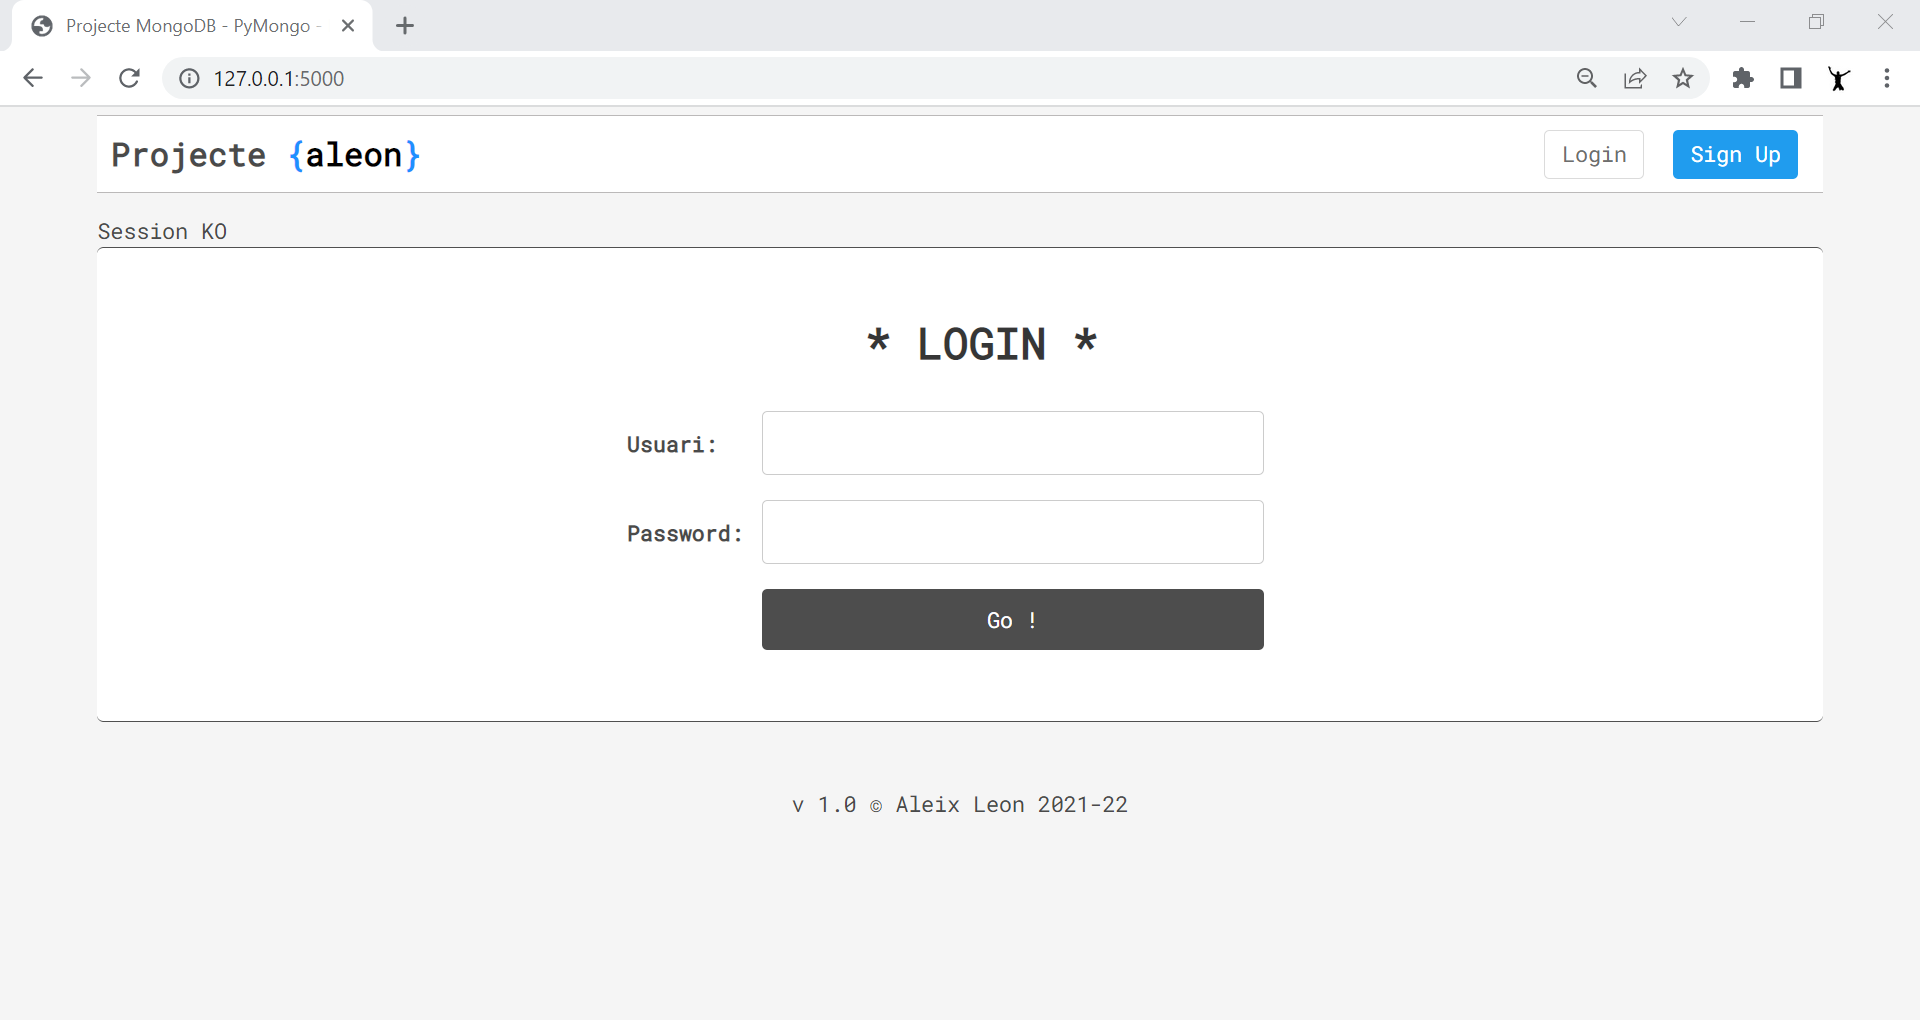 Projecte MongoDB - PyMongo -
127.0.0.1:5000
Projecte {aleon}
Login
Sign Up
Session KO
* LOGIN *
Usuari:
Password:
Go !
v 1.0 © Aleix Leon 2021-22